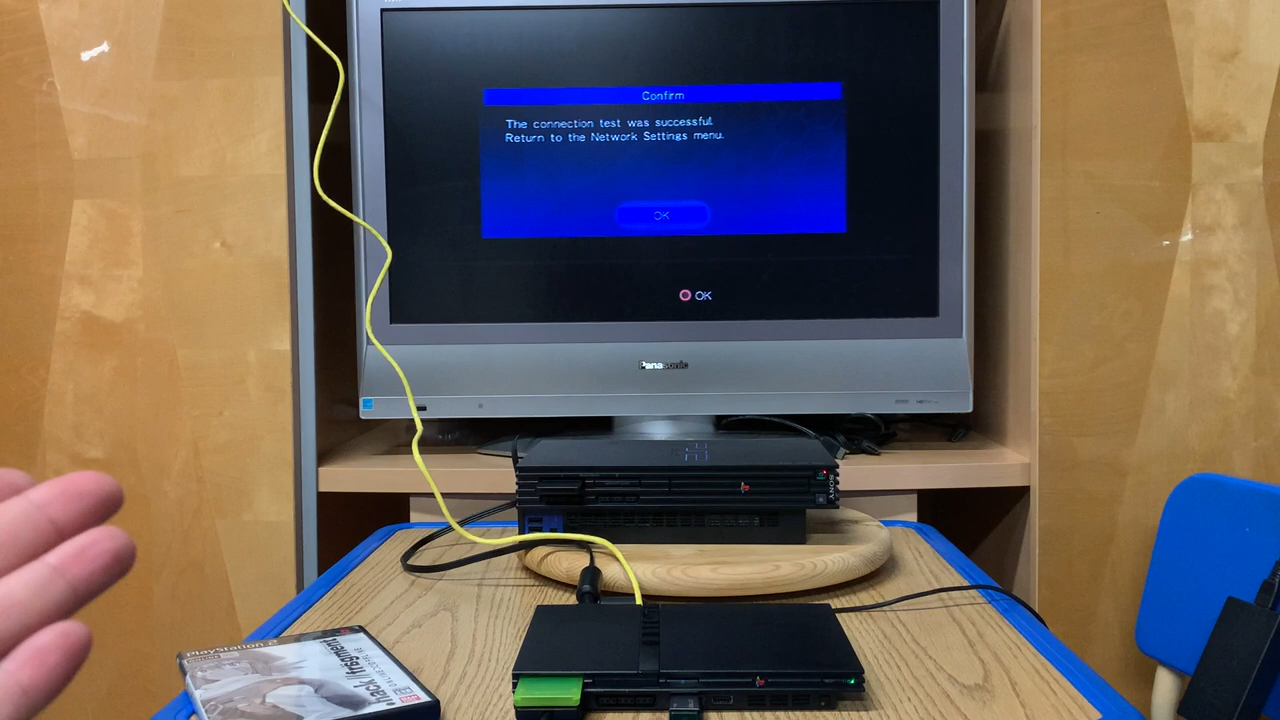 Confirm
The connection test was successful.
Return to the Network Settings menu.
OK
OK
Panasonic
SONY
PlayStation 2
.hack//frägment